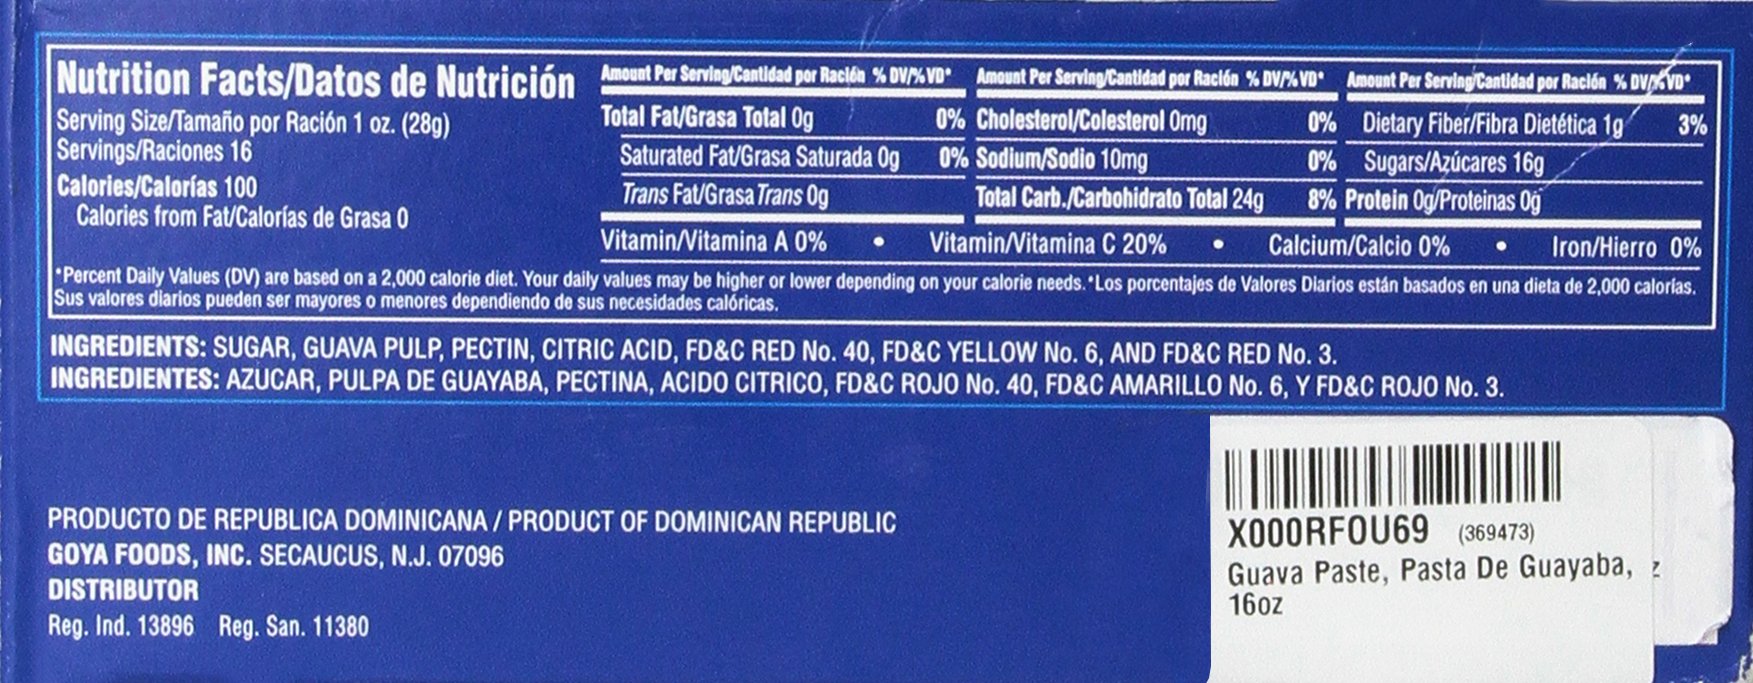 Nutrition Facts/Datos de Nutrición
Serving Size/Tamaño por Ración 1 oz. (28g)
Servings/Raciones 16
Calories/Calorías 100
Calories from Fat/Calorías de Grasa 0
Amount Per Serving/Cantidad por Ración % DV/% VD*
Total Fat/Grasa Total 0g 0%
Saturated Fat/Grasa Saturada 0g 0%
Trans Fat/Grasa Trans 0g
Amount Per Serving/Cantidad por Ración % DV/% VD*
Cholesterol/Colesterol 0mg 0%
Sodium/Sodio 10mg 0%
Total Carb./Carbohidrato Total 24g 8%
Amount Per Serving/Cantidad por Ración % DV/% VD*
Dietary Fiber/Fibra Dietética 1g 3%
Sugars/Azúcares 16g
Protein 0g/Proteinas 0g
Vitamin/Vitamina A 0% • Vitamin/Vitamina C 20% • Calcium/Calcio 0% • Iron/Hierro 0%
*Percent Daily Values (DV) are based on a 2,000 calorie diet. Your daily values may be higher or lower depending on your calorie needs. *Los porcentajes de Valores Diarios están basados en una dieta de 2,000 calorías.
Sus valores diarios pueden ser mayores o menores dependiendo de sus necesidades calóricas.
INGREDIENTS: SUGAR, GUAVA PULP, PECTIN, CITRIC ACID, FD&C RED No. 40, FD&C YELLOW No. 6, AND FD&C RED No. 3.
INGREDIENTES: AZUCAR, PULPA DE GUAYABA, PECTINA, ACIDO CITRICO, FD&C ROJO No. 40, FD&C AMARILLO No. 6, Y FD&C ROJO No. 3.
PRODUCTO DE REPUBLICA DOMINICANA / PRODUCT OF DOMINICAN REPUBLIC
GOYA FOODS, INC. SECAUCUS, N.J. 07096
DISTRIBUTOR
Reg. Ind. 13896 Reg. San. 11380
X000RFOU69 (369473)
Guava Paste, Pasta De Guayaba, z
16oz